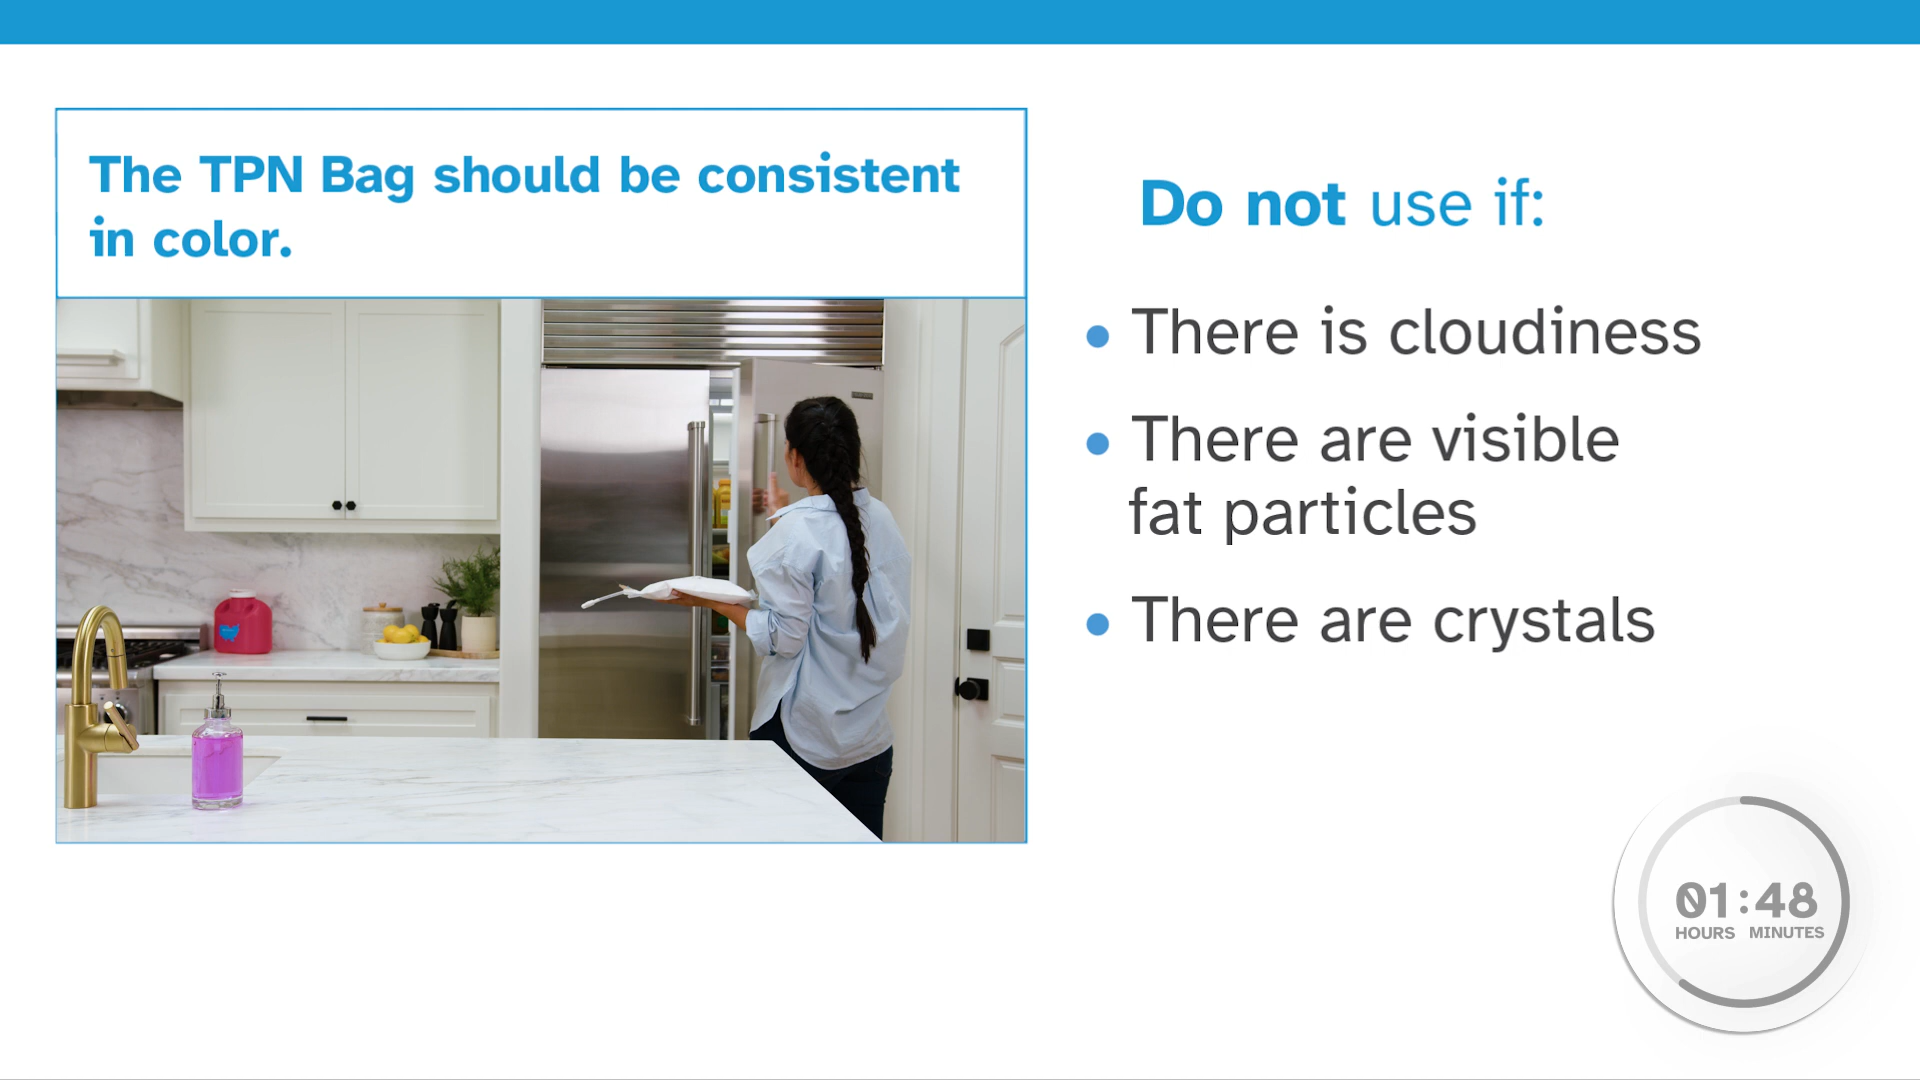 The TPN Bag should be consistent
in color.
Do not use if:
• There is cloudiness
• There are visible
fat particles
• There are crystals
01:48
HOURS MINUTES